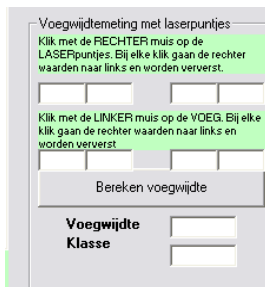 Voegwijdtemeting met laserpuntjes
Klik met de RECHTER muis op de
LASERpuntjes. Bij elke klik gaan de rechter
waarden naar links en worden ververst.
Klik met de LINKER muis op de VOEG. Bij elke
klik gaan de rechter waarden naar links en
worden ververst
Bereken voegwijdte
Voegwijdte
Klasse